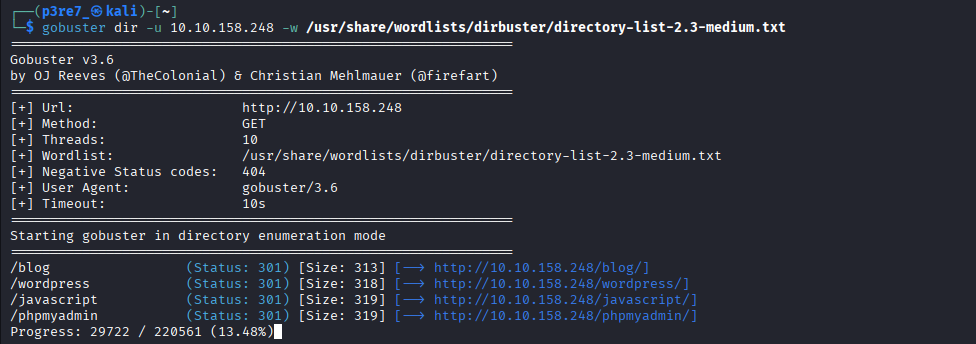 ┌──(p3re7_㉿kali)-[~]
└─$ gobuster dir -u 10.10.158.248 -w /usr/share/wordlists/dirbuster/directory-list-2.3-medium.txt
===============================================================
Gobuster v3.6
by OJ Reeves (@TheColonial) & Christian Mehlmauer (@firefart)
===============================================================
[+] Url:                     http://10.10.158.248
[+] Method:                  GET
[+] Threads:                 10
[+] Wordlist:                /usr/share/wordlists/dirbuster/directory-list-2.3-medium.txt
[+] Negative Status codes:   404
[+] User Agent:              gobuster/3.6
[+] Timeout:                 10s
===============================================================
Starting gobuster in directory enumeration mode
===============================================================
/blog                 (Status: 301) [Size: 313] [--> http://10.10.158.248/blog/]
/wordpress            (Status: 301) [Size: 318] [--> http://10.10.158.248/wordpress/]
/javascript           (Status: 301) [Size: 319] [--> http://10.10.158.248/javascript/]
/phpmyadmin           (Status: 301) [Size: 319] [--> http://10.10.158.248/phpmyadmin/]
Progress: 29722 / 220561 (13.48%)